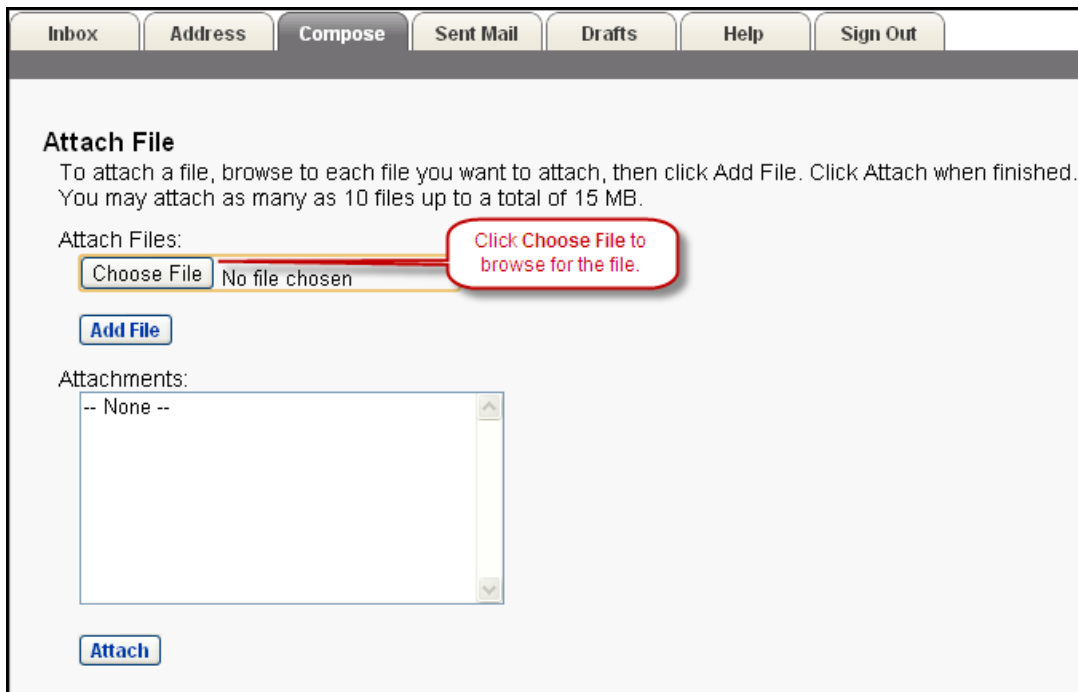 Inbox Address Compose Sent Mail Drafts Help Sign Out
Attach File
To attach a file, browse to each file you want to attach, then click Add File. Click Attach when finished.
You may attach as many as 10 files up to a total of 15 MB.
Attach Files:
Click Choose File to
browse for the file.
Choose File No file chosen
Add File
Attachments:
-- None --
Attach